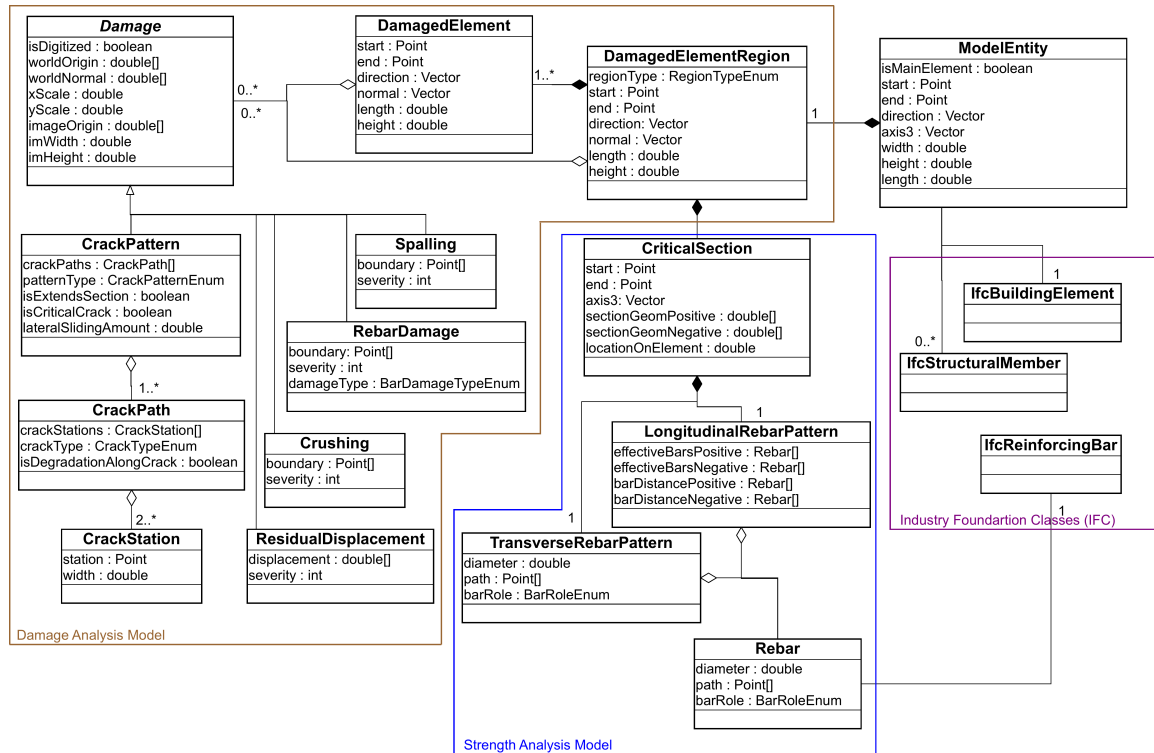 Damage
isDigitized : boolean
worldOrigin : double[]
worldNormal : double[]
xScale : double
yScale : double
imageOrigin : double[]
imWidth : double
imHeight : double
0..*
0..*
DamagedElement
start : Point
end : Point
direction : Vector
normal : Vector
length : double
height : double
1..*
DamagedElementRegion
regionType : RegionTypeEnum
start : Point
end : Point
direction: Vector
normal : Vector
length : double
height : double
1
ModelEntity
isMainElement : boolean
start : Point
end : Point
direction : Vector
axis3 : Vector
width : double
height : double
length : double
CrackPattern
crackPaths : CrackPath[]
patternType : CrackPatternEnum
isExtendsSection : boolean
isCriticalCrack : boolean
lateralSlidingAmount : double
1..*
Spalling
boundary : Point[]
severity : int
RebarDamage
boundary: Point[]
severity : int
damageType : BarDamageTypeEnum
CrackPath
crackStations : CrackStation[]
crackType : CrackTypeEnum
isDegradationAlongCrack : boolean
2..*
Crushing
boundary : Point[]
severity : int
CrackStation
station : Point
width : double
ResidualDisplacement
displacement : double[]
severity : int
Damage Analysis Model
CriticalSection
start : Point
end : Point
axis3: Vector
sectionGeomPositive : double[]
sectionGeomNegative : double[]
locationOnElement : double
1
LongitudinalRebarPattern
effectiveBarsPositive : Rebar[]
effectiveBarsNegative : Rebar[]
barDistancePositive : Rebar[]
barDistanceNegative : Rebar[]
1
TransverseRebarPattern
diameter : double
path : Point[]
barRole : BarRoleEnum
Rebar
diameter : double
path : Point[]
barRole : BarRoleEnum
Strength Analysis Model
1
IfcBuildingElement
0..*
IfcStructuralMember
IfcReinforcingBar
1
Industry Foundartion Classes (IFC)